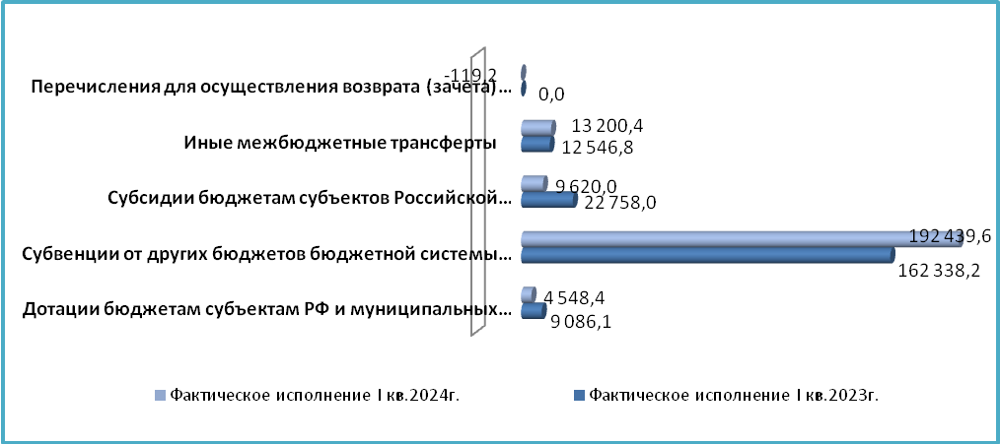 -119,2
Перечисления для осуществления возврата (зачета)...
0,0
13 200,4
Иные межбюджетные трансферты
12 546,8
9 620,0
Субсидии бюджетам субъектов Российской...
22 758,0
192 439,6
Субвенции от других бюджетов бюджетной системы...
162 338,2
4 548,4
Дотации бюджетам субъектам РФ и муниципальных...
9 086,1
Фактическое исполнение I кв.2024г.
Фактическое исполнение I кв.2023г.